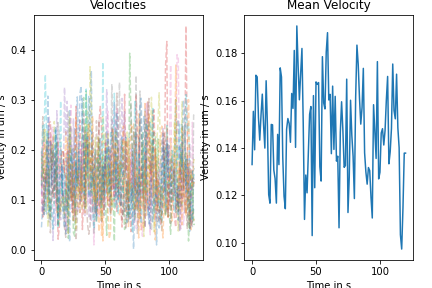 Velocities
Velocity in um / s
0.4
0.3
0.2
0.1
0.0
0
50
100
Time in s
Mean Velocity
Velocity in um / s
0.18
0.16
0.14
0.12
0.10
0
50
100
Time in s